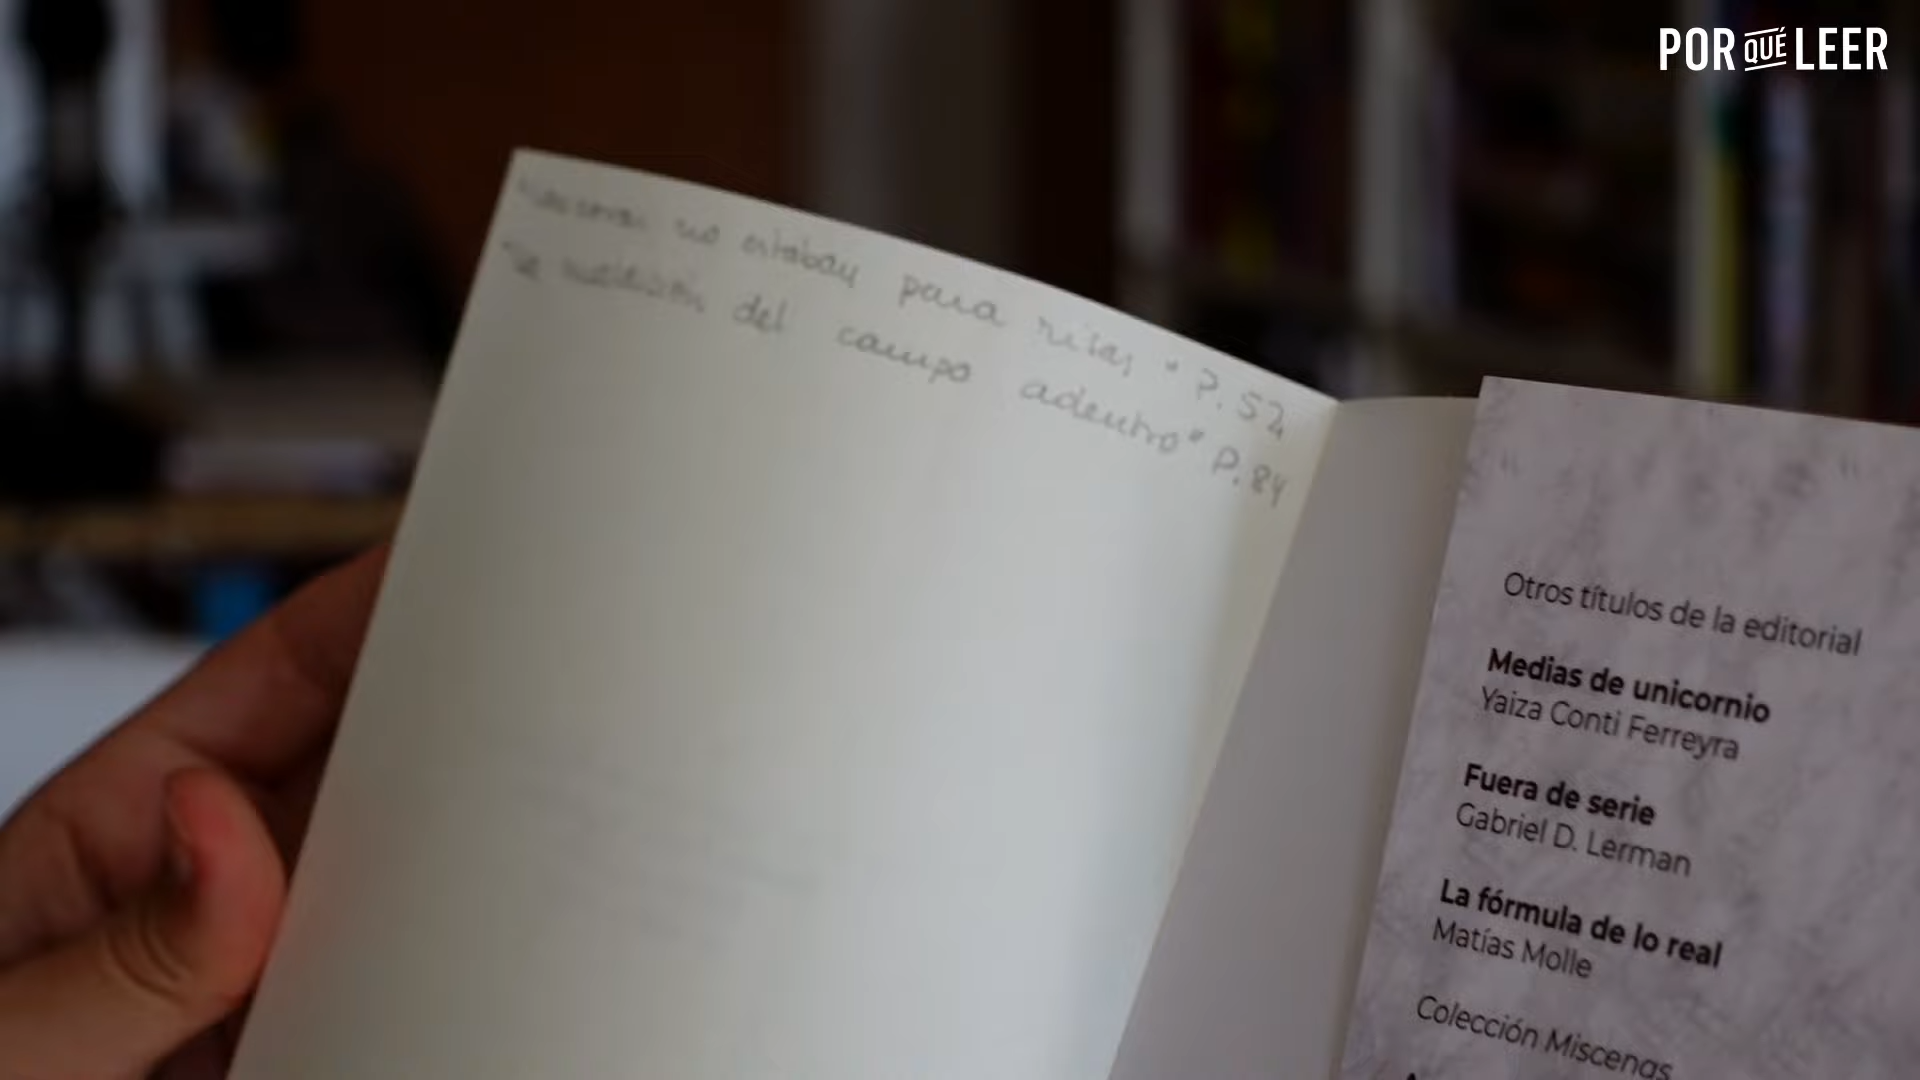 POR QUÉ LEER
no estaban para risas" P. 52
del campo adentro" P. 84
Otros títulos de la editorial
Medias de unicornio
Yaiza Conti Ferreyra
Fuera de serie
Gabriel D. Lerman
La fórmula de lo real
Matías Molle
Colección Miscenas